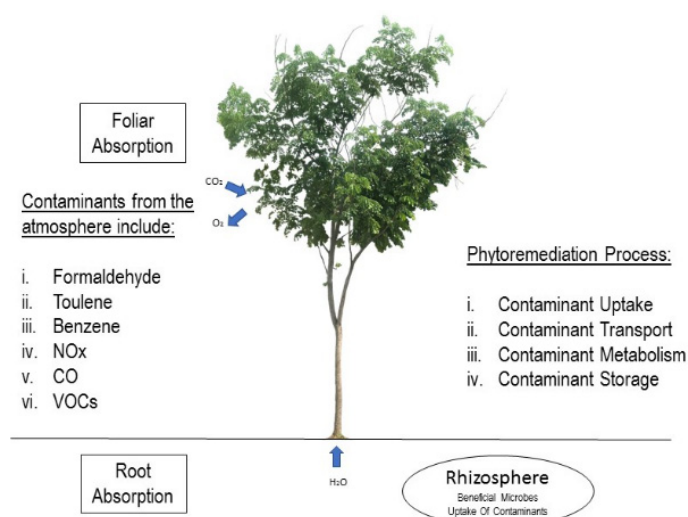 Foliar
Absorption
CO₂
O₂
Contaminants from the
atmosphere include:
i. Formaldehyde
ii. Toulene
iii. Benzene
iv. NOx
v. CO
vi. VOCs
Phytoremediation Process:
i. Contaminant Uptake
ii. Contaminant Transport
iii. Contaminant Metabolism
iv. Contaminant Storage
Root
Absorption
H₂O
Rhizosphere
Beneficial Microbes
Uptake Of Contaminants